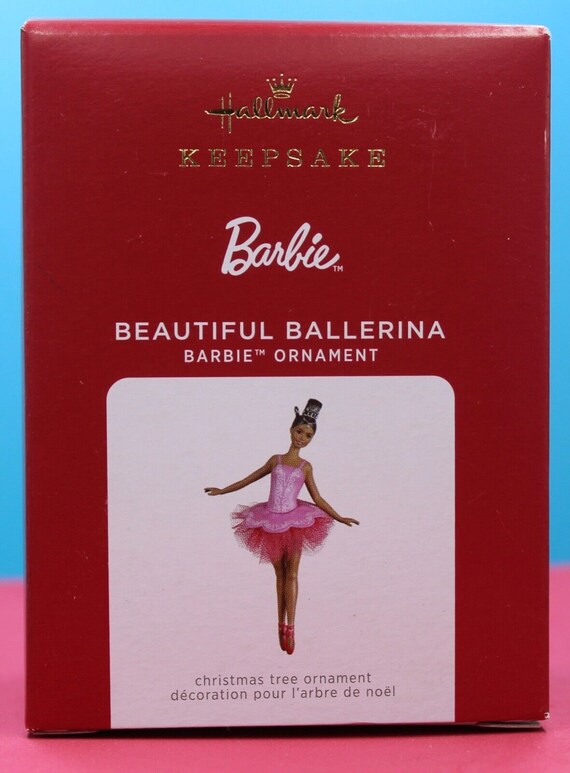 Hallmark
KEEPSAKE
Barbie™
BEAUTIFUL BALLERINA
BARBIE™ ORNAMENT
christmas tree ornament
décoration pour l'arbre de noël